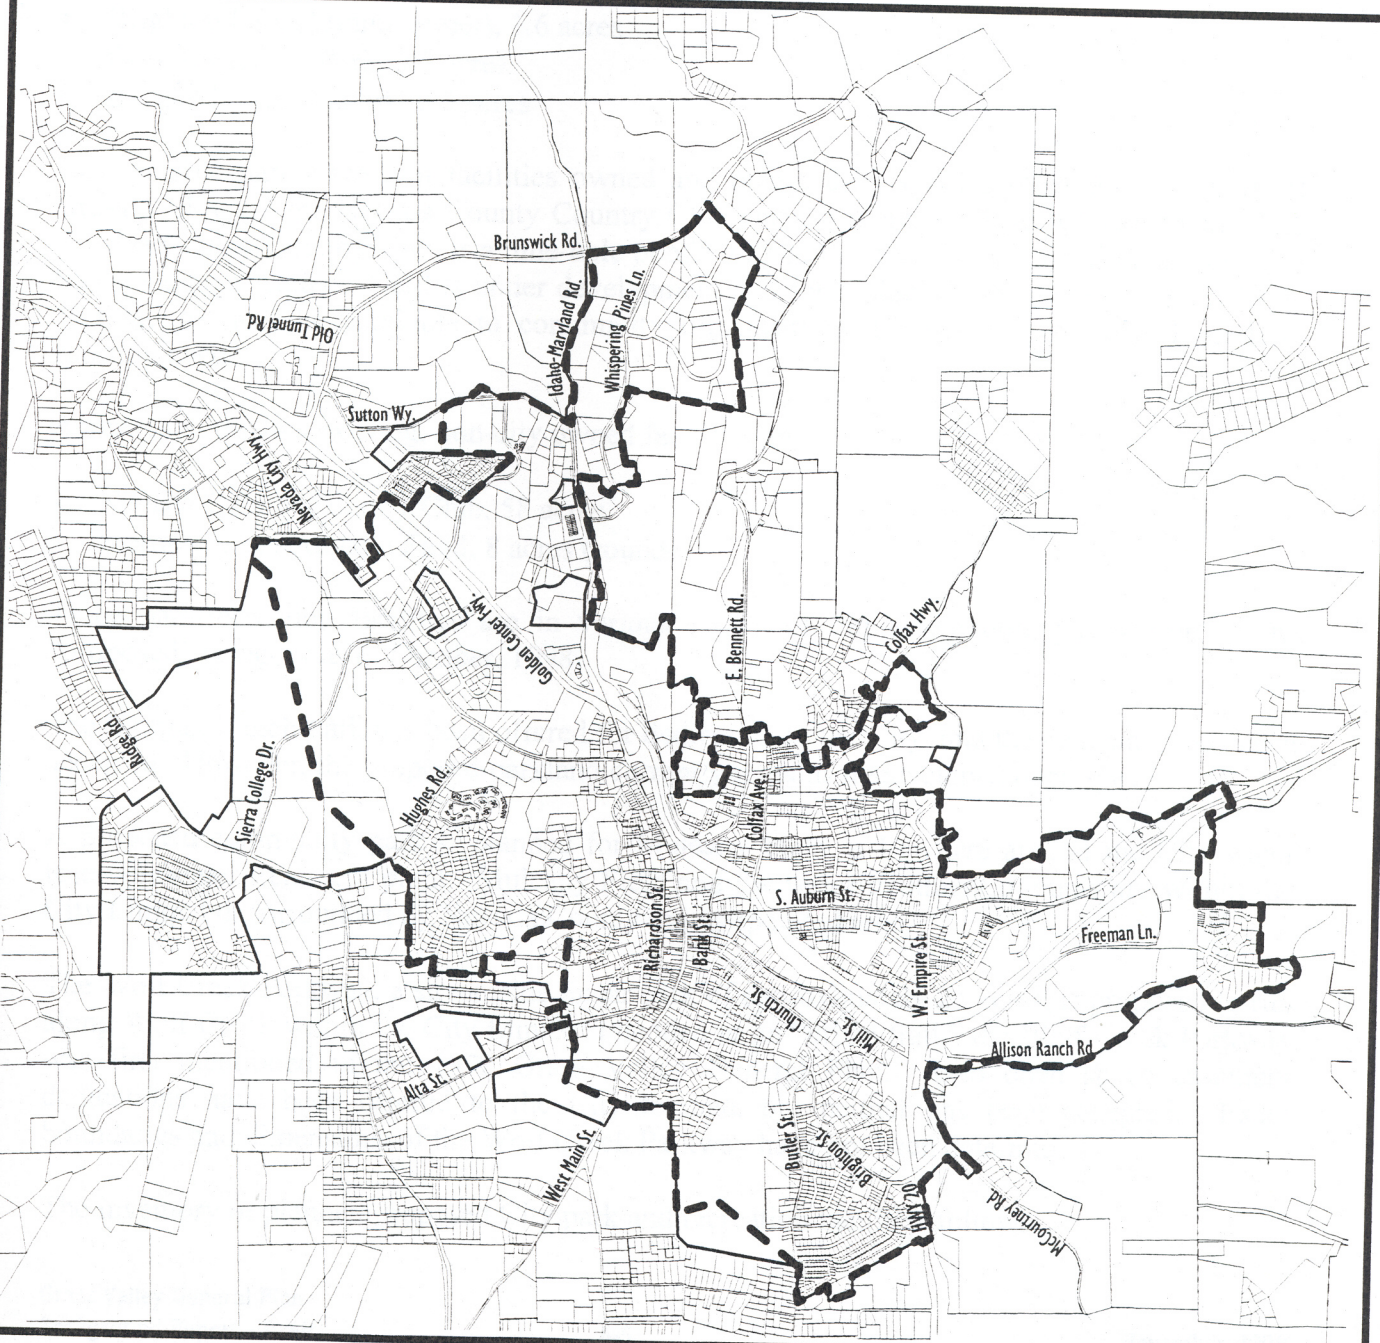 Brunswick Rd.
Old Tunnel Rd.
Idaho-Maryland Rd.
Whispering Pines Ln.
Sutton Wy.
Nevada City Hwy.
Golden Center Fwy.
E. Bennett Rd.
Colfax Hwy.
Ridge Rd.
Sierra College Dr.
Hughes Rd.
Colfax Ave.
S. Auburn St.
Richardson St.
Bank St.
W. Empire St.
Freeman Ln.
Church St.
Mill St.
Allison Ranch Rd
Alta St.
Butler St.
Brighton St.
West Main St.
HWY 20
McCourtney Rd